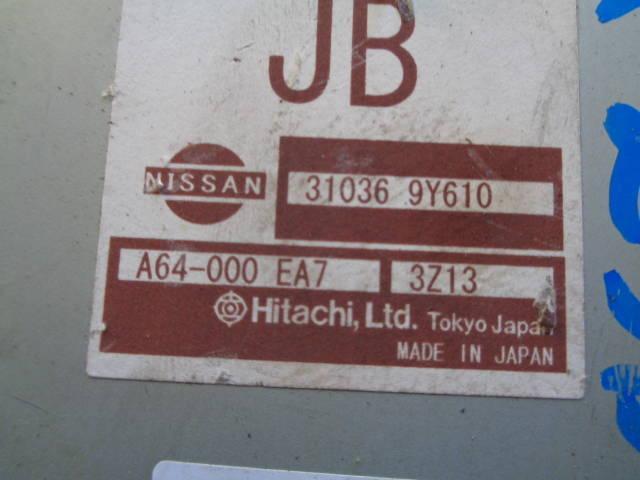 JB
NISSAN
31036 9Y610
A64-000 EA7
3Z13
Hitachi, Ltd. Tokyo Japan
MADE IN JAPAN